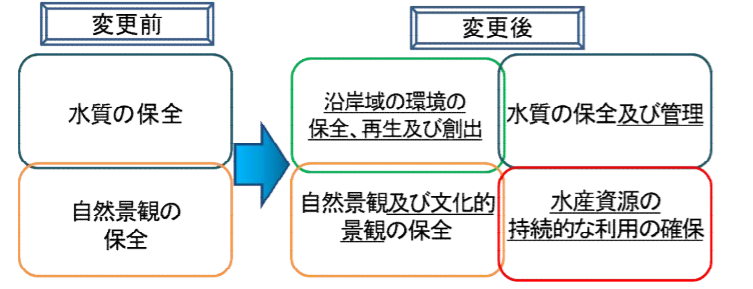 変更前
水質の保全
自然景観の
保全
変更後
沿岸域の環境の
保全、再生及び創出
水質の保全及び管理
自然景観及び文化的
景観の保全
水産資源の
持続的な利用の確保